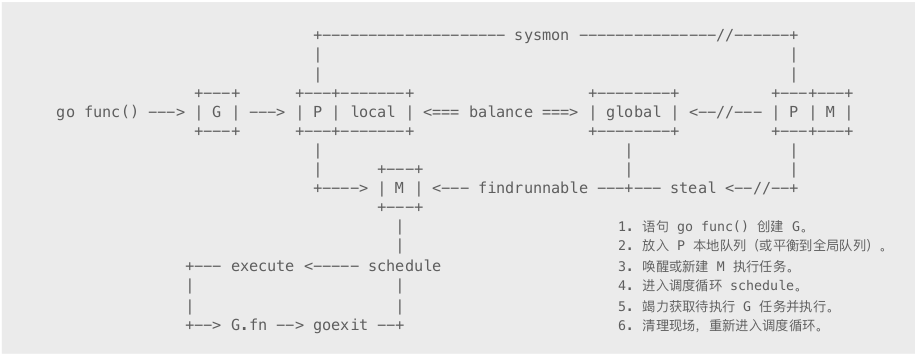 +-------------------- sysmon ---------------//------+
|                                                   |
|                                                   |
+---+      +---+-------+                   +--------+          +---+---+
go func() ---> | G | ---> | P | local | <=== balance ===> | global | <--//--- | P | M |
+---+      +---+-------+                   +--------+          +---+---+
|                                 |                 |
|      +---+                      |                 |
+----> | M | <--- findrunnable ---+--- steal <--//--+
+---+
|
|
+--- execute <----- schedule
|                      |
|                      |
+--> G.fn --> goexit --+
1. 语句 go func() 创建 G。
2. 放入 P 本地队列（或平衡到全局队列）。
3. 唤醒或新建 M 执行任务。
4. 进入调度循环 schedule。
5. 竭力获取待执行 G 任务并执行。
6. 清理现场，重新进入调度循环。